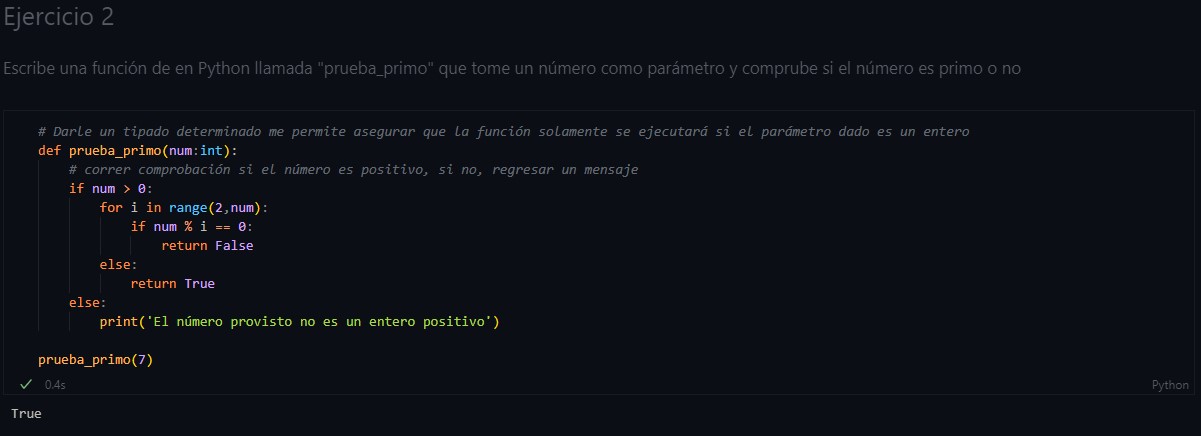 Ejercicio 2
Escribe una función de en Python llamada "prueba_primo" que tome un número como parámetro y comprube si el número es primo o no
# Darle un tipado determinado me permite asegurar que la función solamente se ejecutará si el parámetro dado es un entero
def prueba_primo(num:int):
    # correr comprobación si el número es positivo, si no, regresar un mensaje
    if num > 0:
        for i in range(2,num):
            if num % i == 0:
                return False
        else:
            return True
    else:
        print('El número provisto no es un entero positivo')
prueba_primo(7)
0.4s Python
True